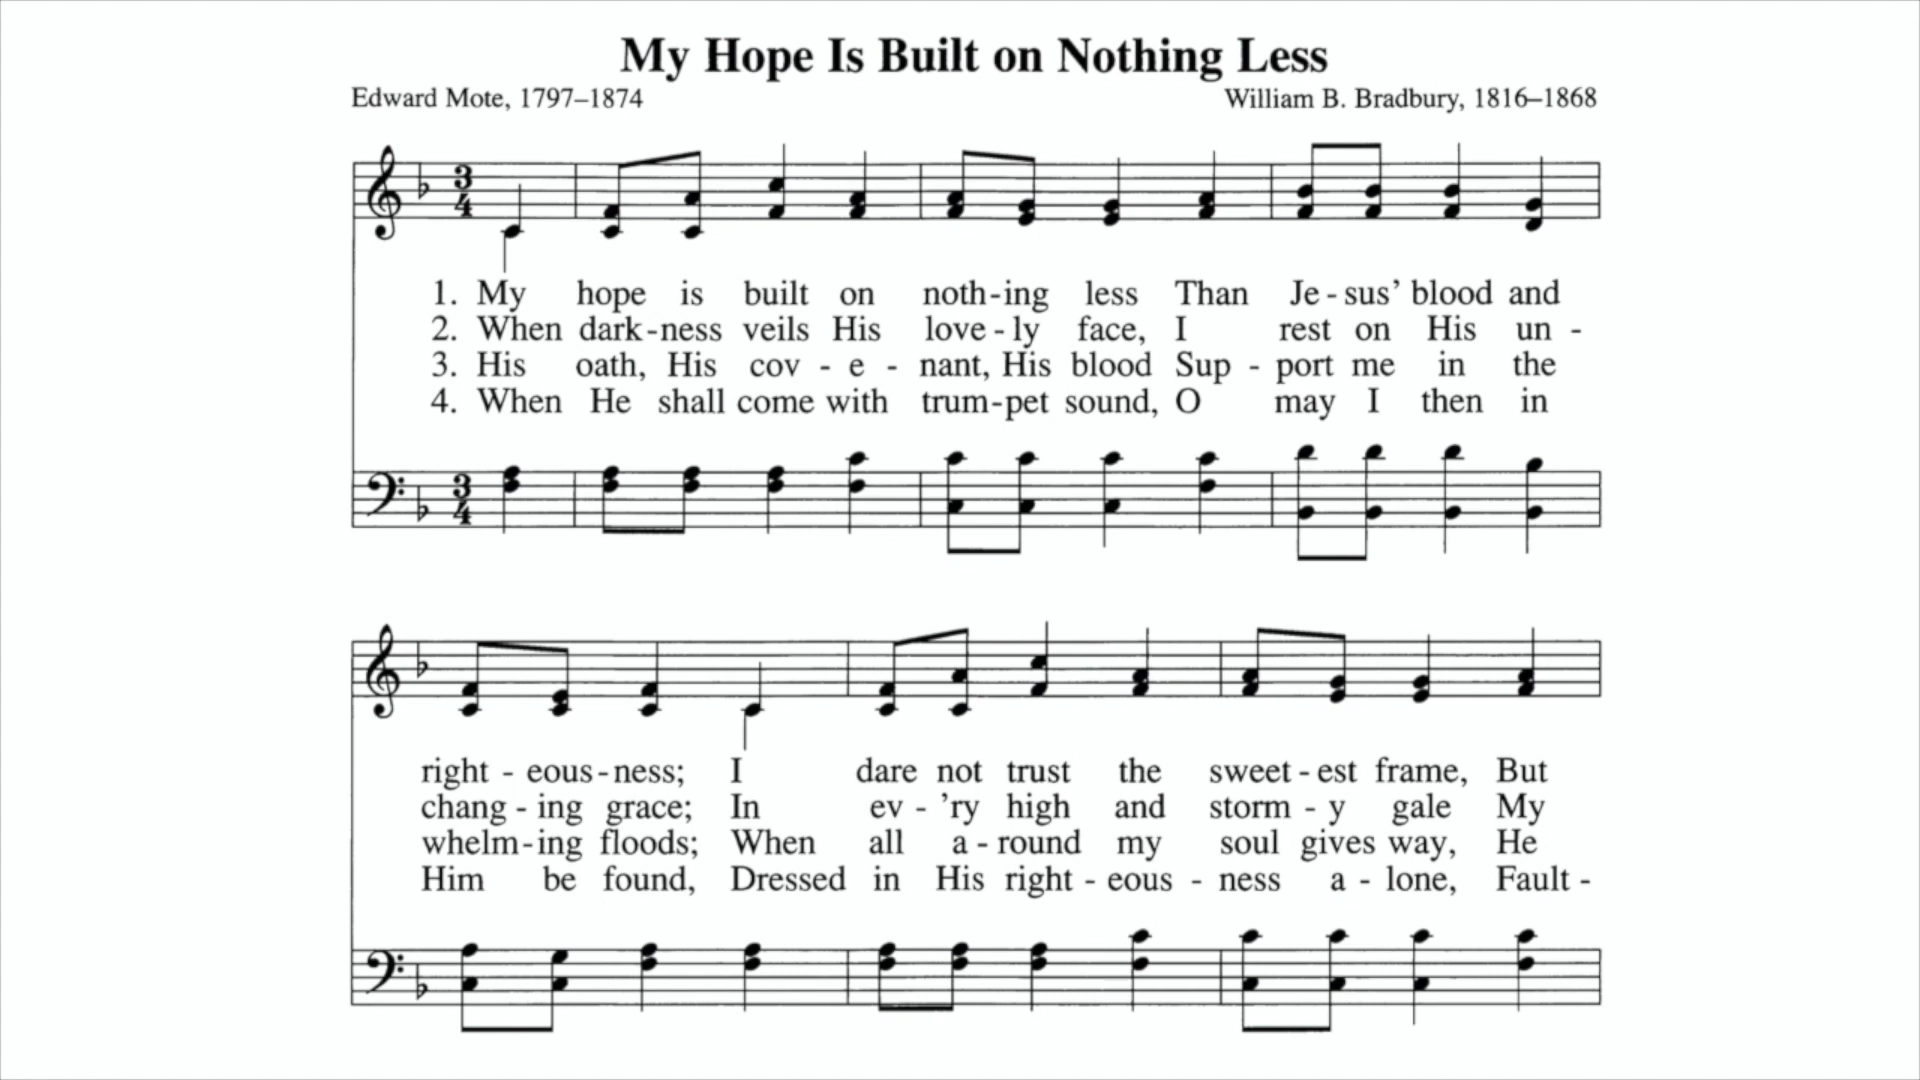 My Hope Is Built on Nothing Less
Edward Mote, 1797–1874
William B. Bradbury, 1816–1868
3
4
1. My hope is built on noth-ing less Than Je-sus’ blood and
2. When dark-ness veils His love-ly face, I rest on His un -
3. His oath, His cov - e - nant, His blood Sup - port me in the
4. When He shall come with trum-pet sound, O may I then in
3
4
right - eous-ness; I dare not trust the sweet-est frame, But
chang - ing grace; In ev - ’ry high and storm - y gale My
whelm-ing floods; When all a-round my soul gives way, He
Him be found, Dressed in His right - eous - ness a - lone, Fault -